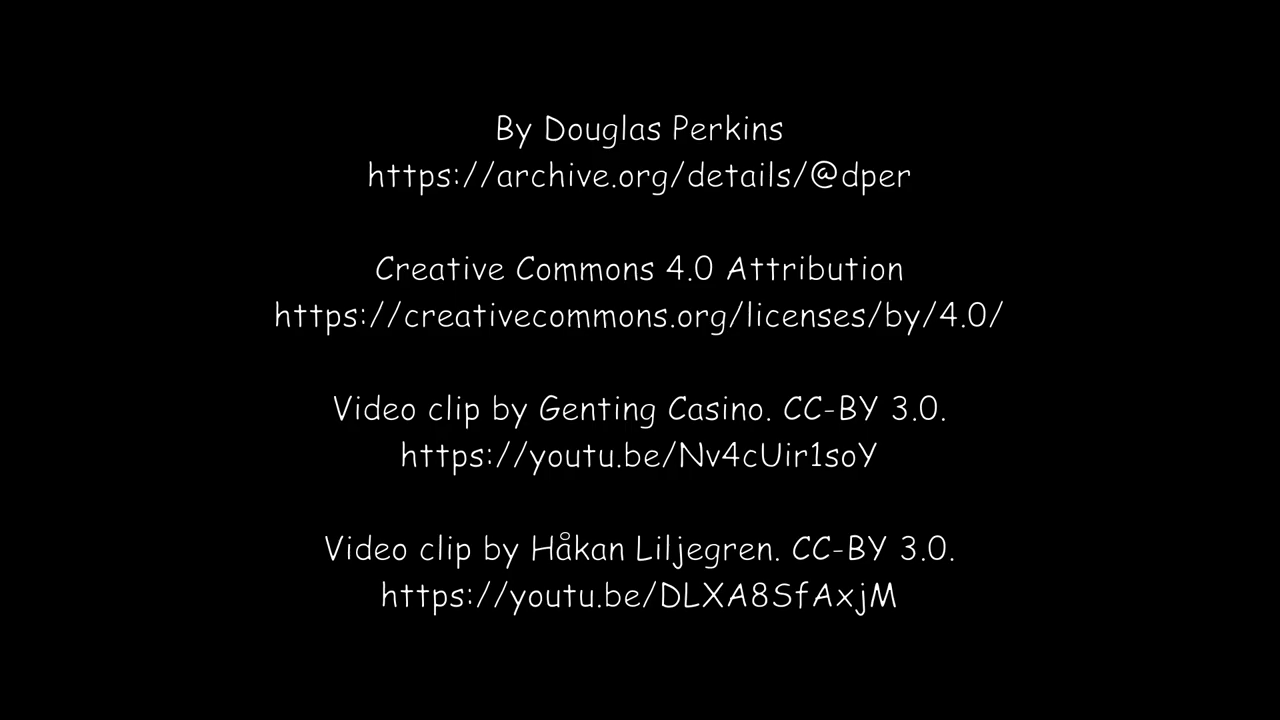 By Douglas Perkins
https://archive.org/details/@dper
Creative Commons 4.0 Attribution
https://creativecommons.org/licenses/by/4.0/
Video clip by Genting Casino. CC-BY 3.0.
https://youtu.be/Nv4cUir1soY
Video clip by Håkan Liljegren. CC-BY 3.0.
https://youtu.be/DLXA8SfAxjM